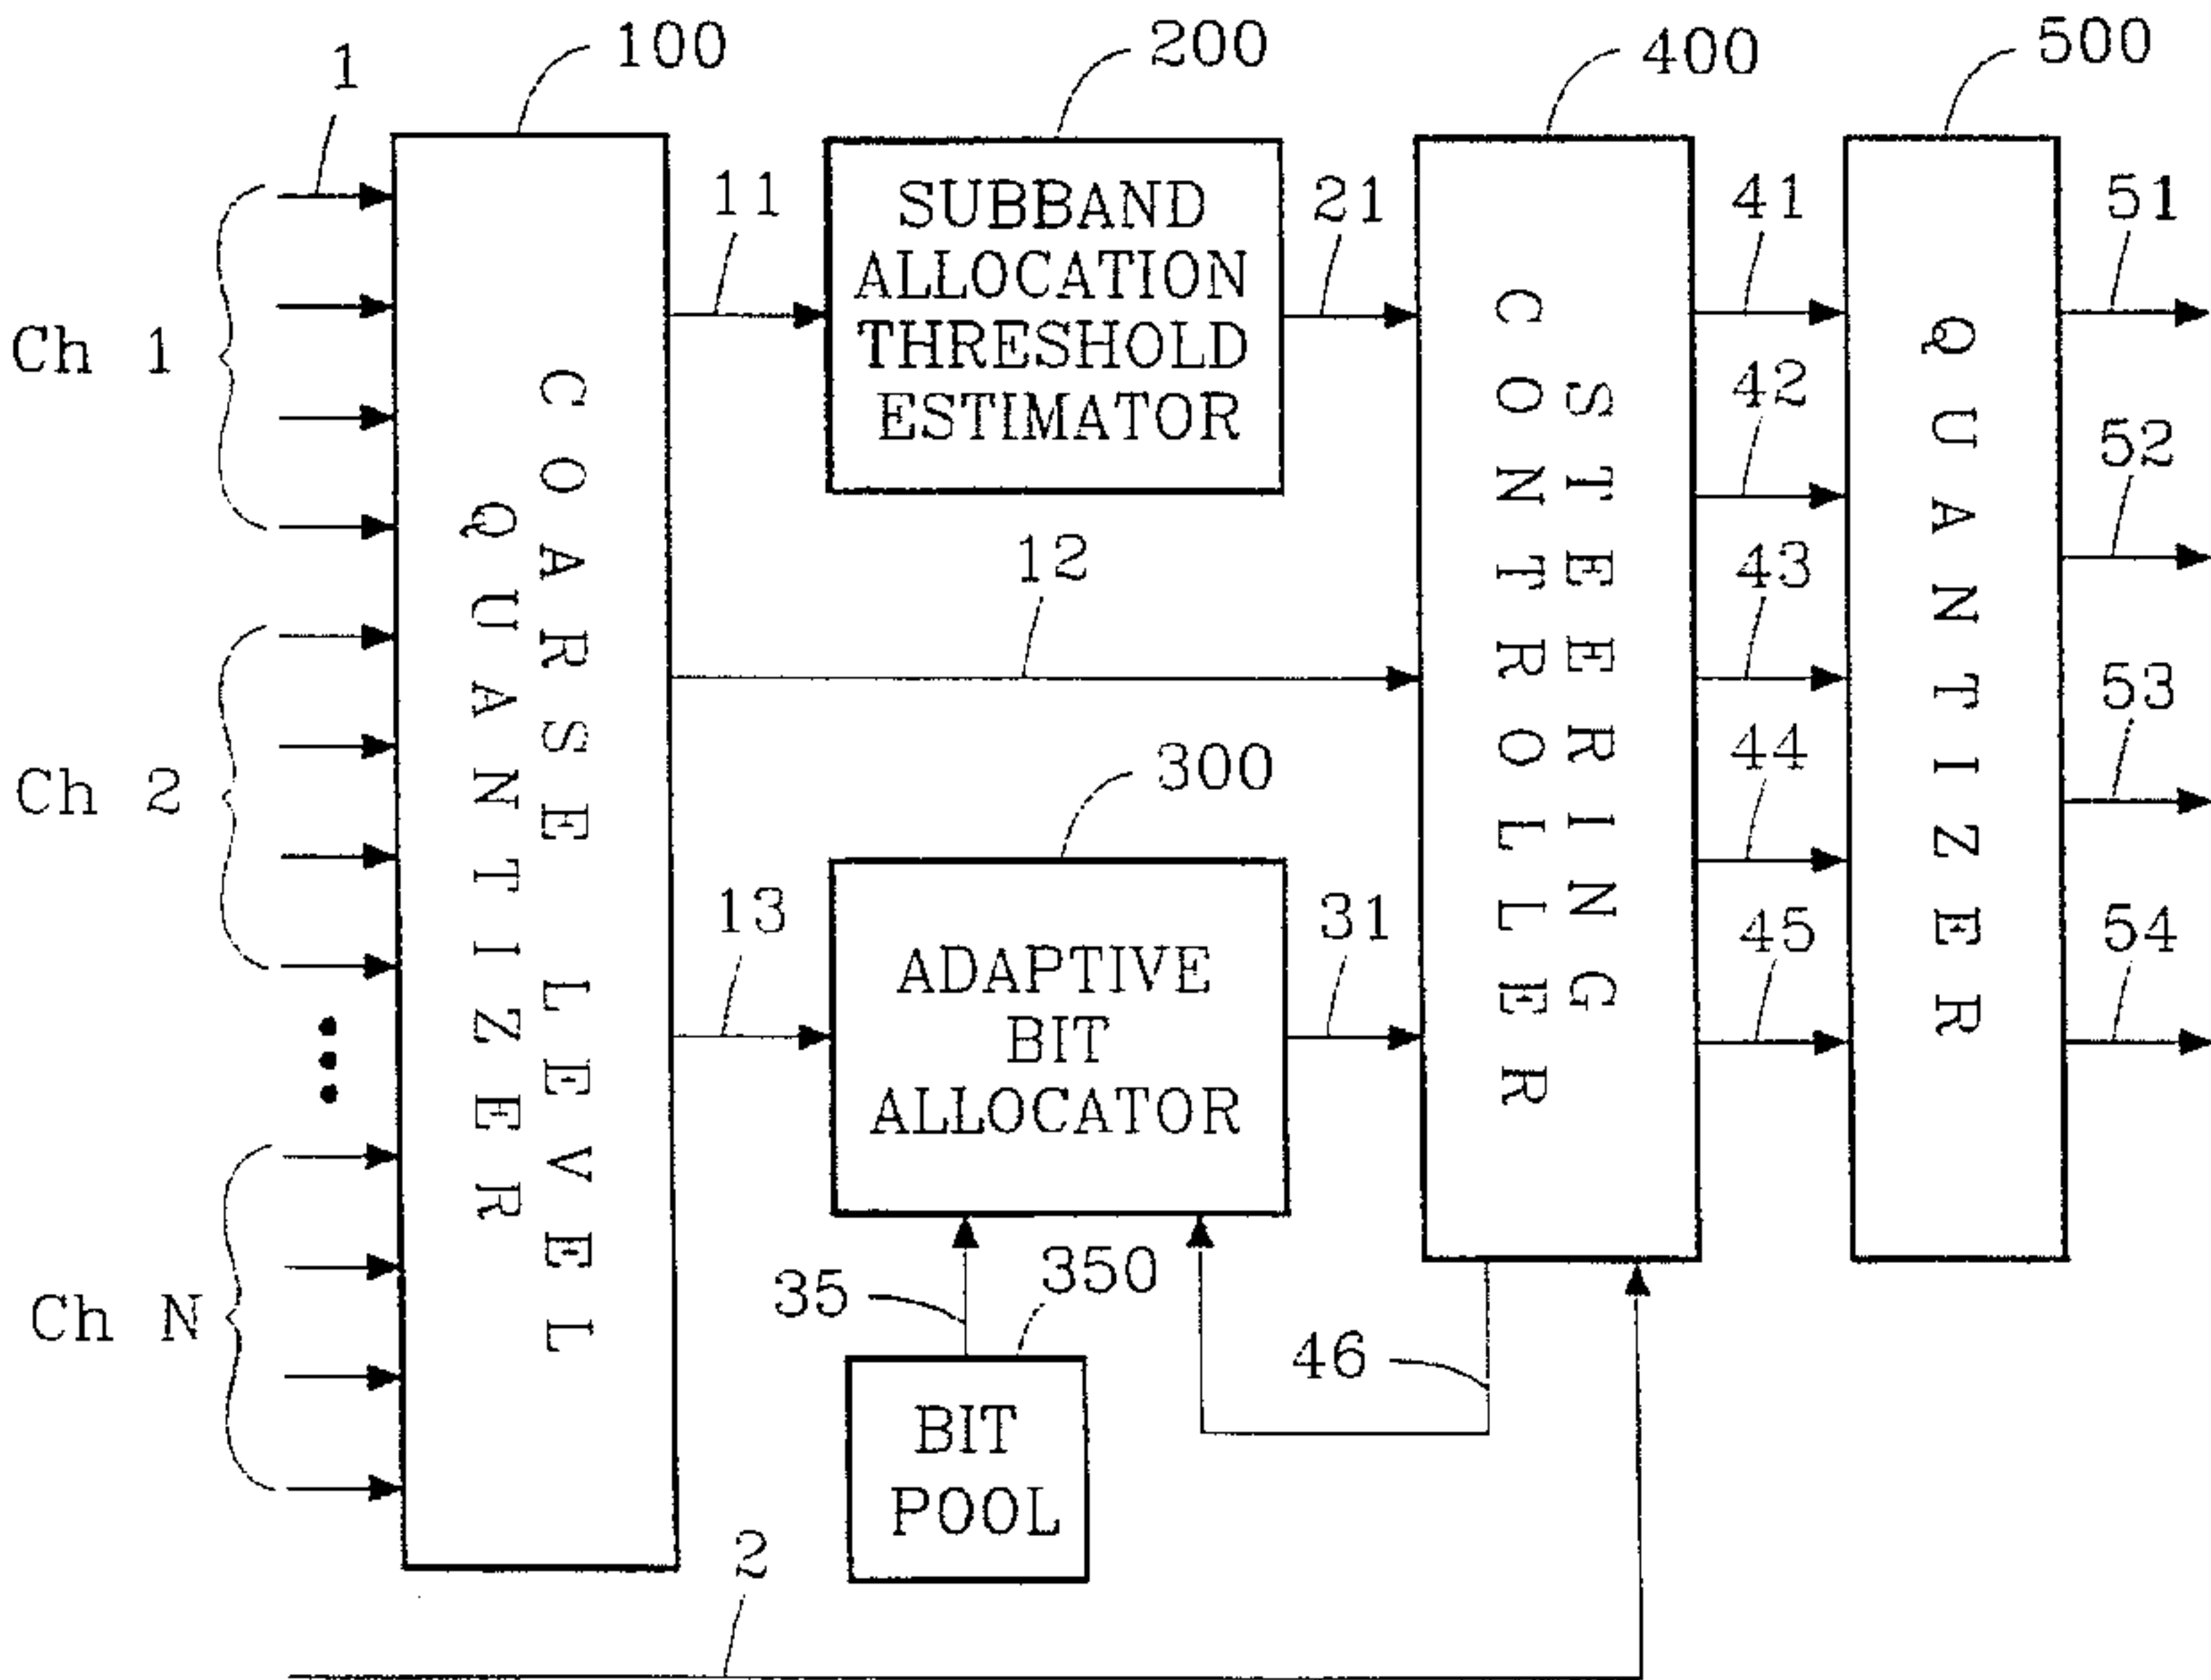 1
100
200
400
500
Ch 1
Ch 2
Ch N
COARSE LEVEL
QUANTIZER
11
SUBBAND
ALLOCATION
THRESHOLD
ESTIMATOR
21
12
300
13
ADAPTIVE
BIT
ALLOCATOR
31
35
350
BIT
POOL
46
2
STEERING
CONTROLLER
41
42
43
44
45
QUANTIZER
51
52
53
54